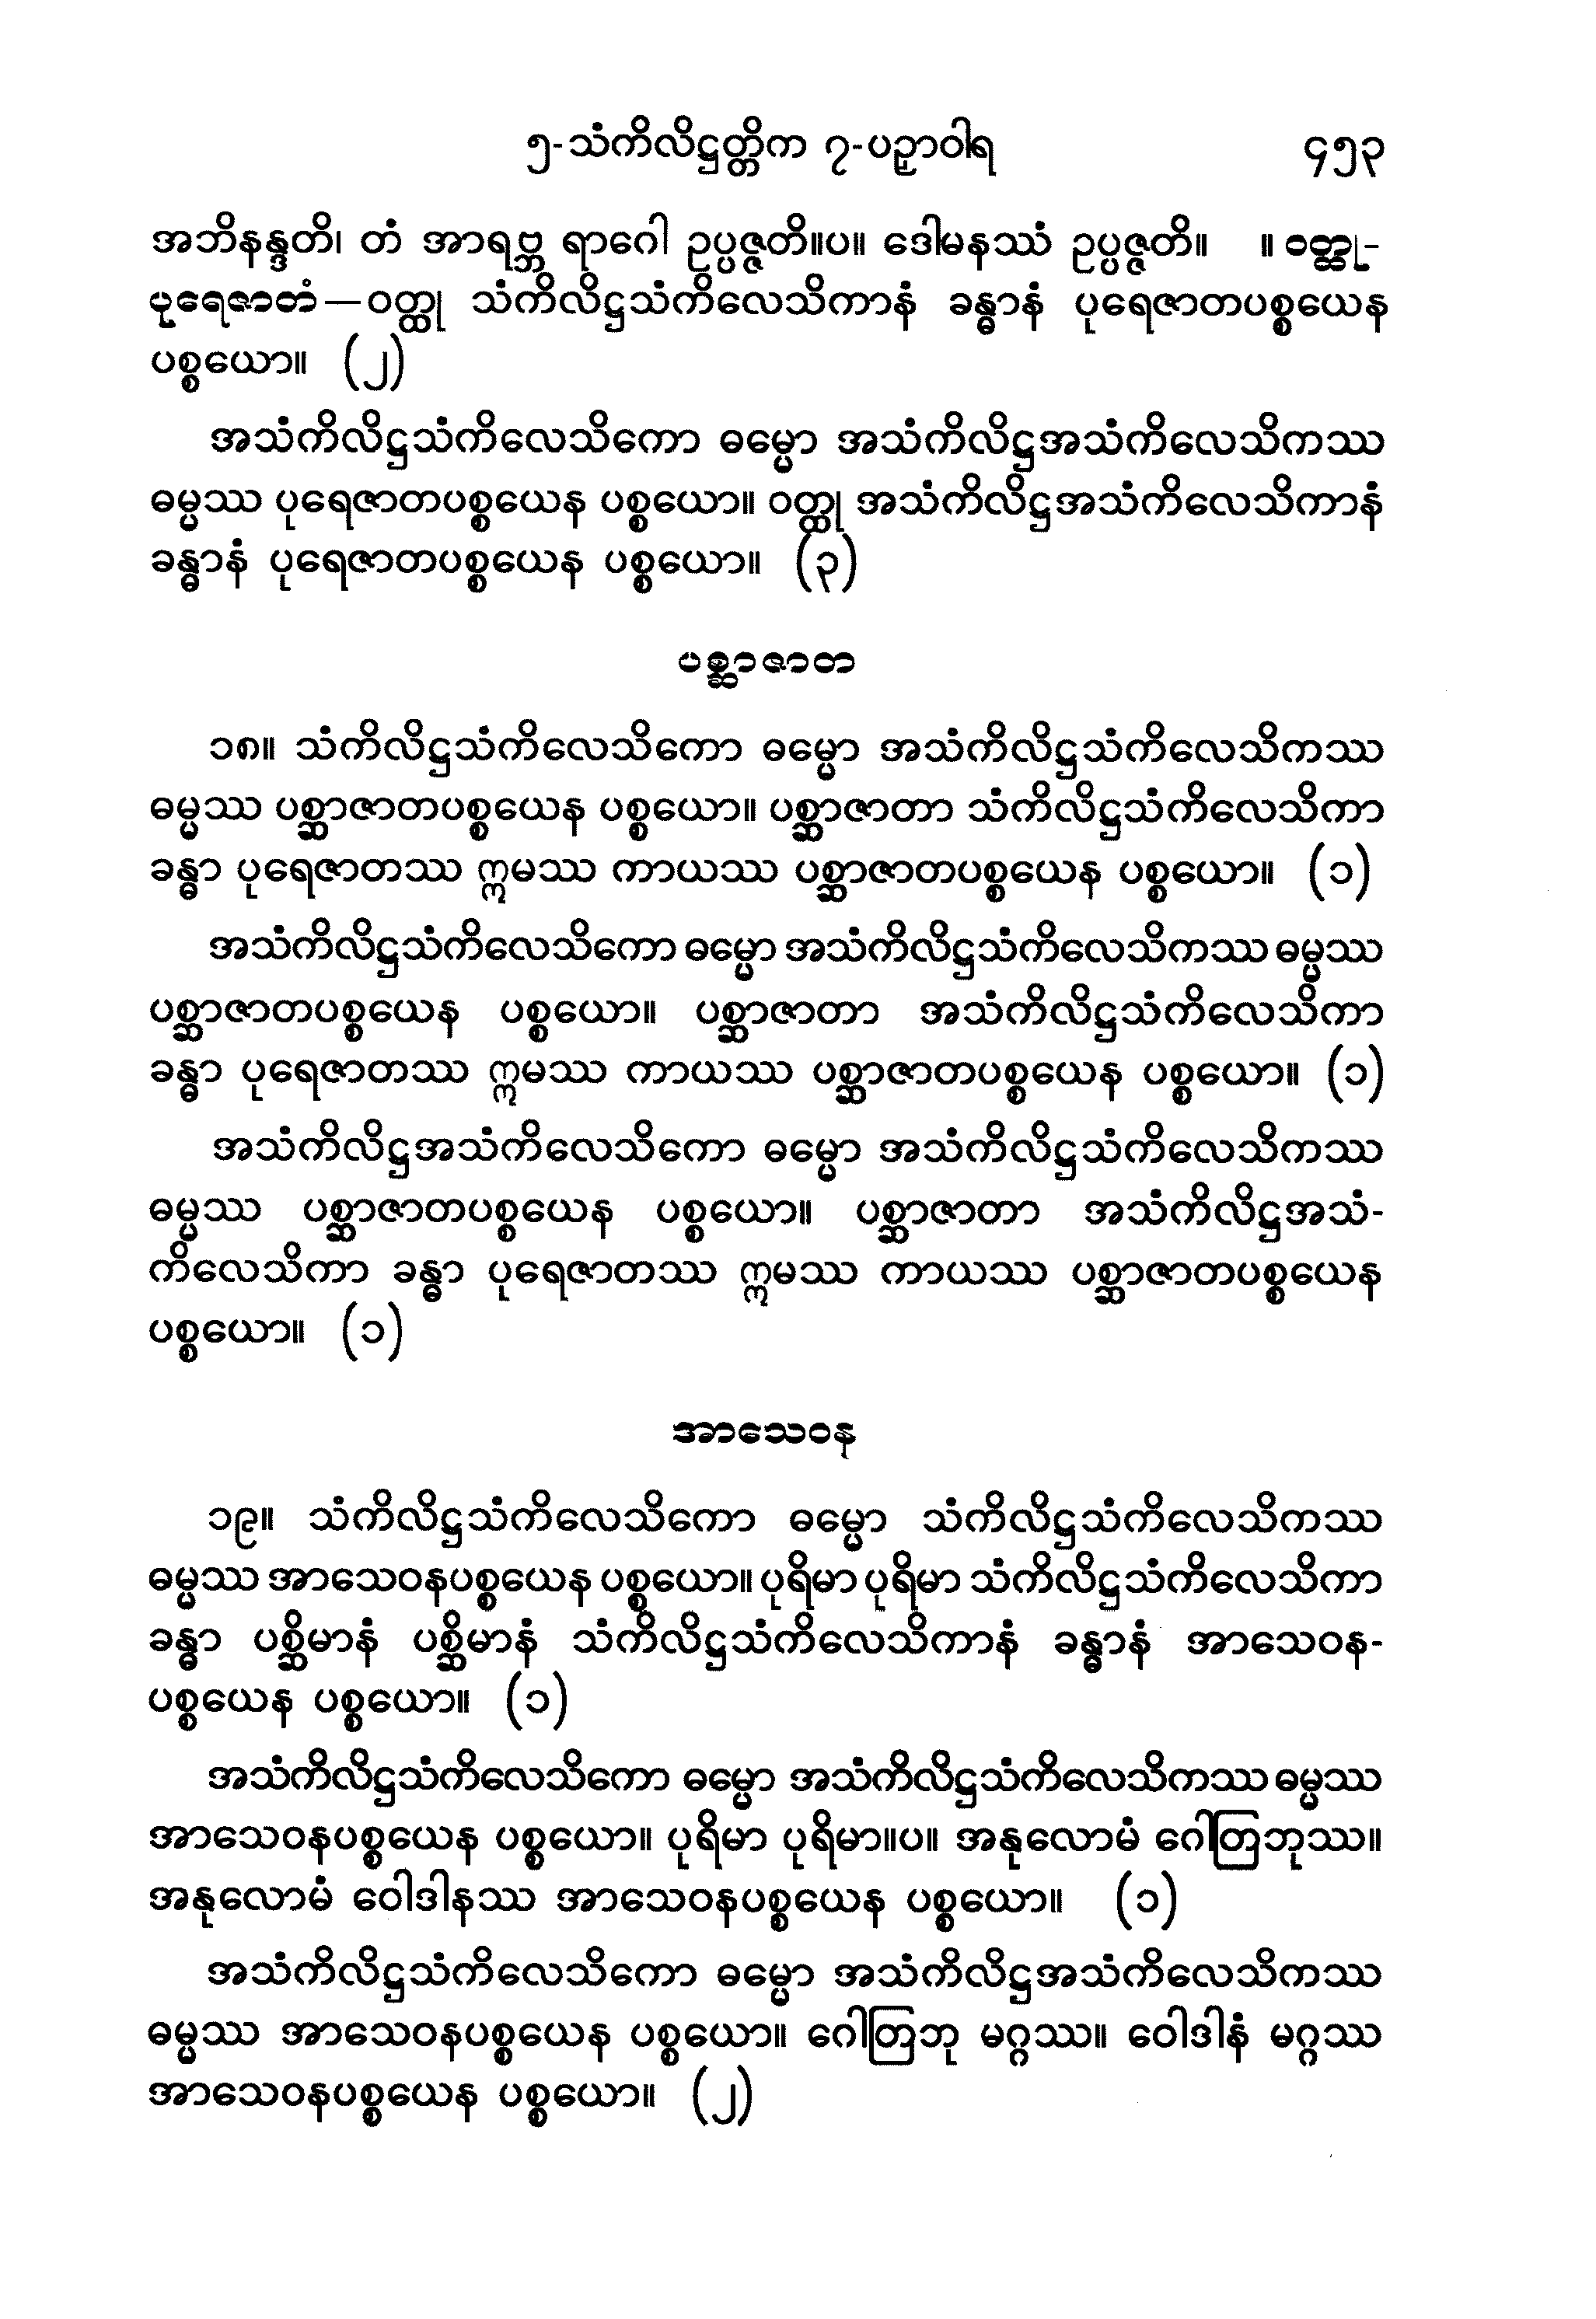 ၅-သံကိလိဋ္ဌတ္တိက ၇-ပဉှာဝါရ ၄၅၃
အဘိနန္ဒတိ၊ တံ အာရဗ္ဘ ရာဂေါ ဥပ္ပဇ္ဇတိ။ပ။ ဒေါမနဿံ ဥပ္ပဇ္ဇတိ။ ။ ဝတ္ထု-
ပုရေဇာတံ—ဝတ္ထု သံကိလိဋ္ဌသံကိလေသိကာနံ ခန္ဓာနံ ပုရေဇာတပစ္စယေန
ပစ္စယော။ (၂)
အသံကိလိဋ္ဌသံကိလေသိကော ဓမ္မော အသံကိလိဋ္ဌအသံကိလေသိကဿ
ဓမ္မဿ ပုရေဇာတပစ္စယေန ပစ္စယော။ ဝတ္ထု အသံကိလိဋ္ဌအသံကိလေသိကာနံ
ခန္ဓာနံ ပုရေဇာတပစ္စယေန ပစ္စယော။ (၃)
ပစ္ဆာဇာတ
၁၈။ သံကိလိဋ္ဌသံကိလေသိကော ဓမ္မော အသံကိလိဋ္ဌသံကိလေသိကဿ
ဓမ္မဿ ပစ္ဆာဇာတပစ္စယေန ပစ္စယော။ ပစ္ဆာဇာတာ သံကိလိဋ္ဌသံကိလေသိကာ
ခန္ဓာ ပုရေဇာတဿ ဣမဿ ကာယဿ ပစ္ဆာဇာတပစ္စယေန ပစ္စယော။ (၁)
အသံကိလိဋ္ဌသံကိလေသိကော ဓမ္မော အသံကိလိဋ္ဌသံကိလေသိကဿ ဓမ္မဿ
ပစ္ဆာဇာတပစ္စယေန ပစ္စယော။ ပစ္ဆာဇာတာ အသံကိလိဋ္ဌသံကိလေသိကာ
ခန္ဓာ ပုရေဇာတဿ ဣမဿ ကာယဿ ပစ္ဆာဇာတပစ္စယေန ပစ္စယော။ (၁)
အသံကိလိဋ္ဌအသံကိလေသိကော ဓမ္မော အသံကိလိဋ္ဌသံကိလေသိကဿ
ဓမ္မဿ ပစ္ဆာဇာတပစ္စယေန ပစ္စယော။ ပစ္ဆာဇာတာ အသံကိလိဋ္ဌအသံ-
ကိလေသိကာ ခန္ဓာ ပုရေဇာတဿ ဣမဿ ကာယဿ ပစ္ဆာဇာတပစ္စယေန
ပစ္စယော။ (၁)
အာသေဝန
၁၉။ သံကိလိဋ္ဌသံကိလေသိကော ဓမ္မော သံကိလိဋ္ဌသံကိလေသိကဿ
ဓမ္မဿ အာသေဝနပစ္စယေန ပစ္စယော။ ပုရိမာ ပုရိမာ သံကိလိဋ္ဌသံကိလေသိကာ
ခန္ဓာ ပစ္ဆိမာနံ ပစ္ဆိမာနံ သံကိလိဋ္ဌသံကိလေသိကာနံ ခန္ဓာနံ အာသေဝန-
ပစ္စယေန ပစ္စယော။ (၁)
အသံကိလိဋ္ဌသံကိလေသိကော ဓမ္မော အသံကိလိဋ္ဌသံကိလေသိကဿ ဓမ္မဿ
အာသေဝနပစ္စယေန ပစ္စယော။ ပုရိမာ ပုရိမာ။ပ။ အနုလောမံ ဂေါတြဘုဿ။
အနုလောမံ ဝေါဒါနဿ အာသေဝနပစ္စယေန ပစ္စယော။ (၁)
အသံကိလိဋ္ဌသံကိလေသိကော ဓမ္မော အသံကိလိဋ္ဌအသံကိလေသိကဿ
ဓမ္မဿ အာသေဝနပစ္စယေန ပစ္စယော။ ဂေါတြဘု မဂ္ဂဿ။ ဝေါဒါနံ မဂ္ဂဿ
အာသေဝနပစ္စယေန ပစ္စယော။ (၂)